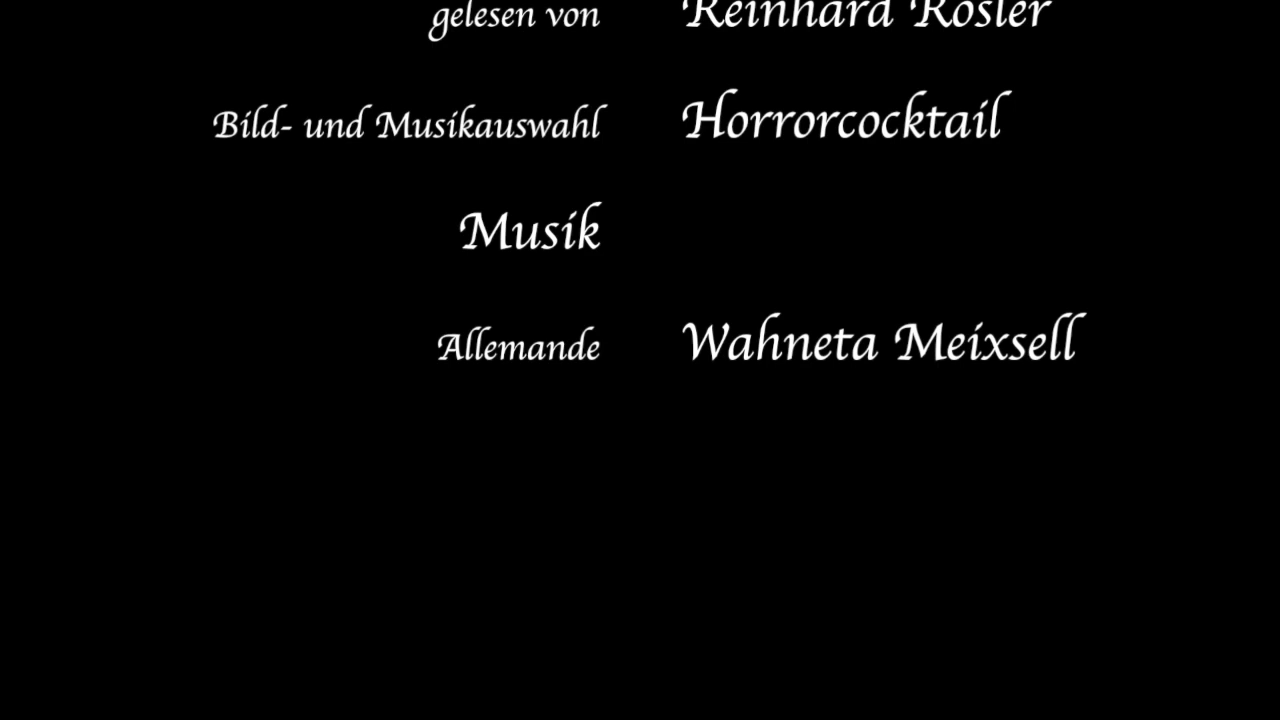 gelesen von Reinhard Rösler
Bild- und Musikauswahl Horrorcocktail
Musik
Allemande Wahneta Meixsell